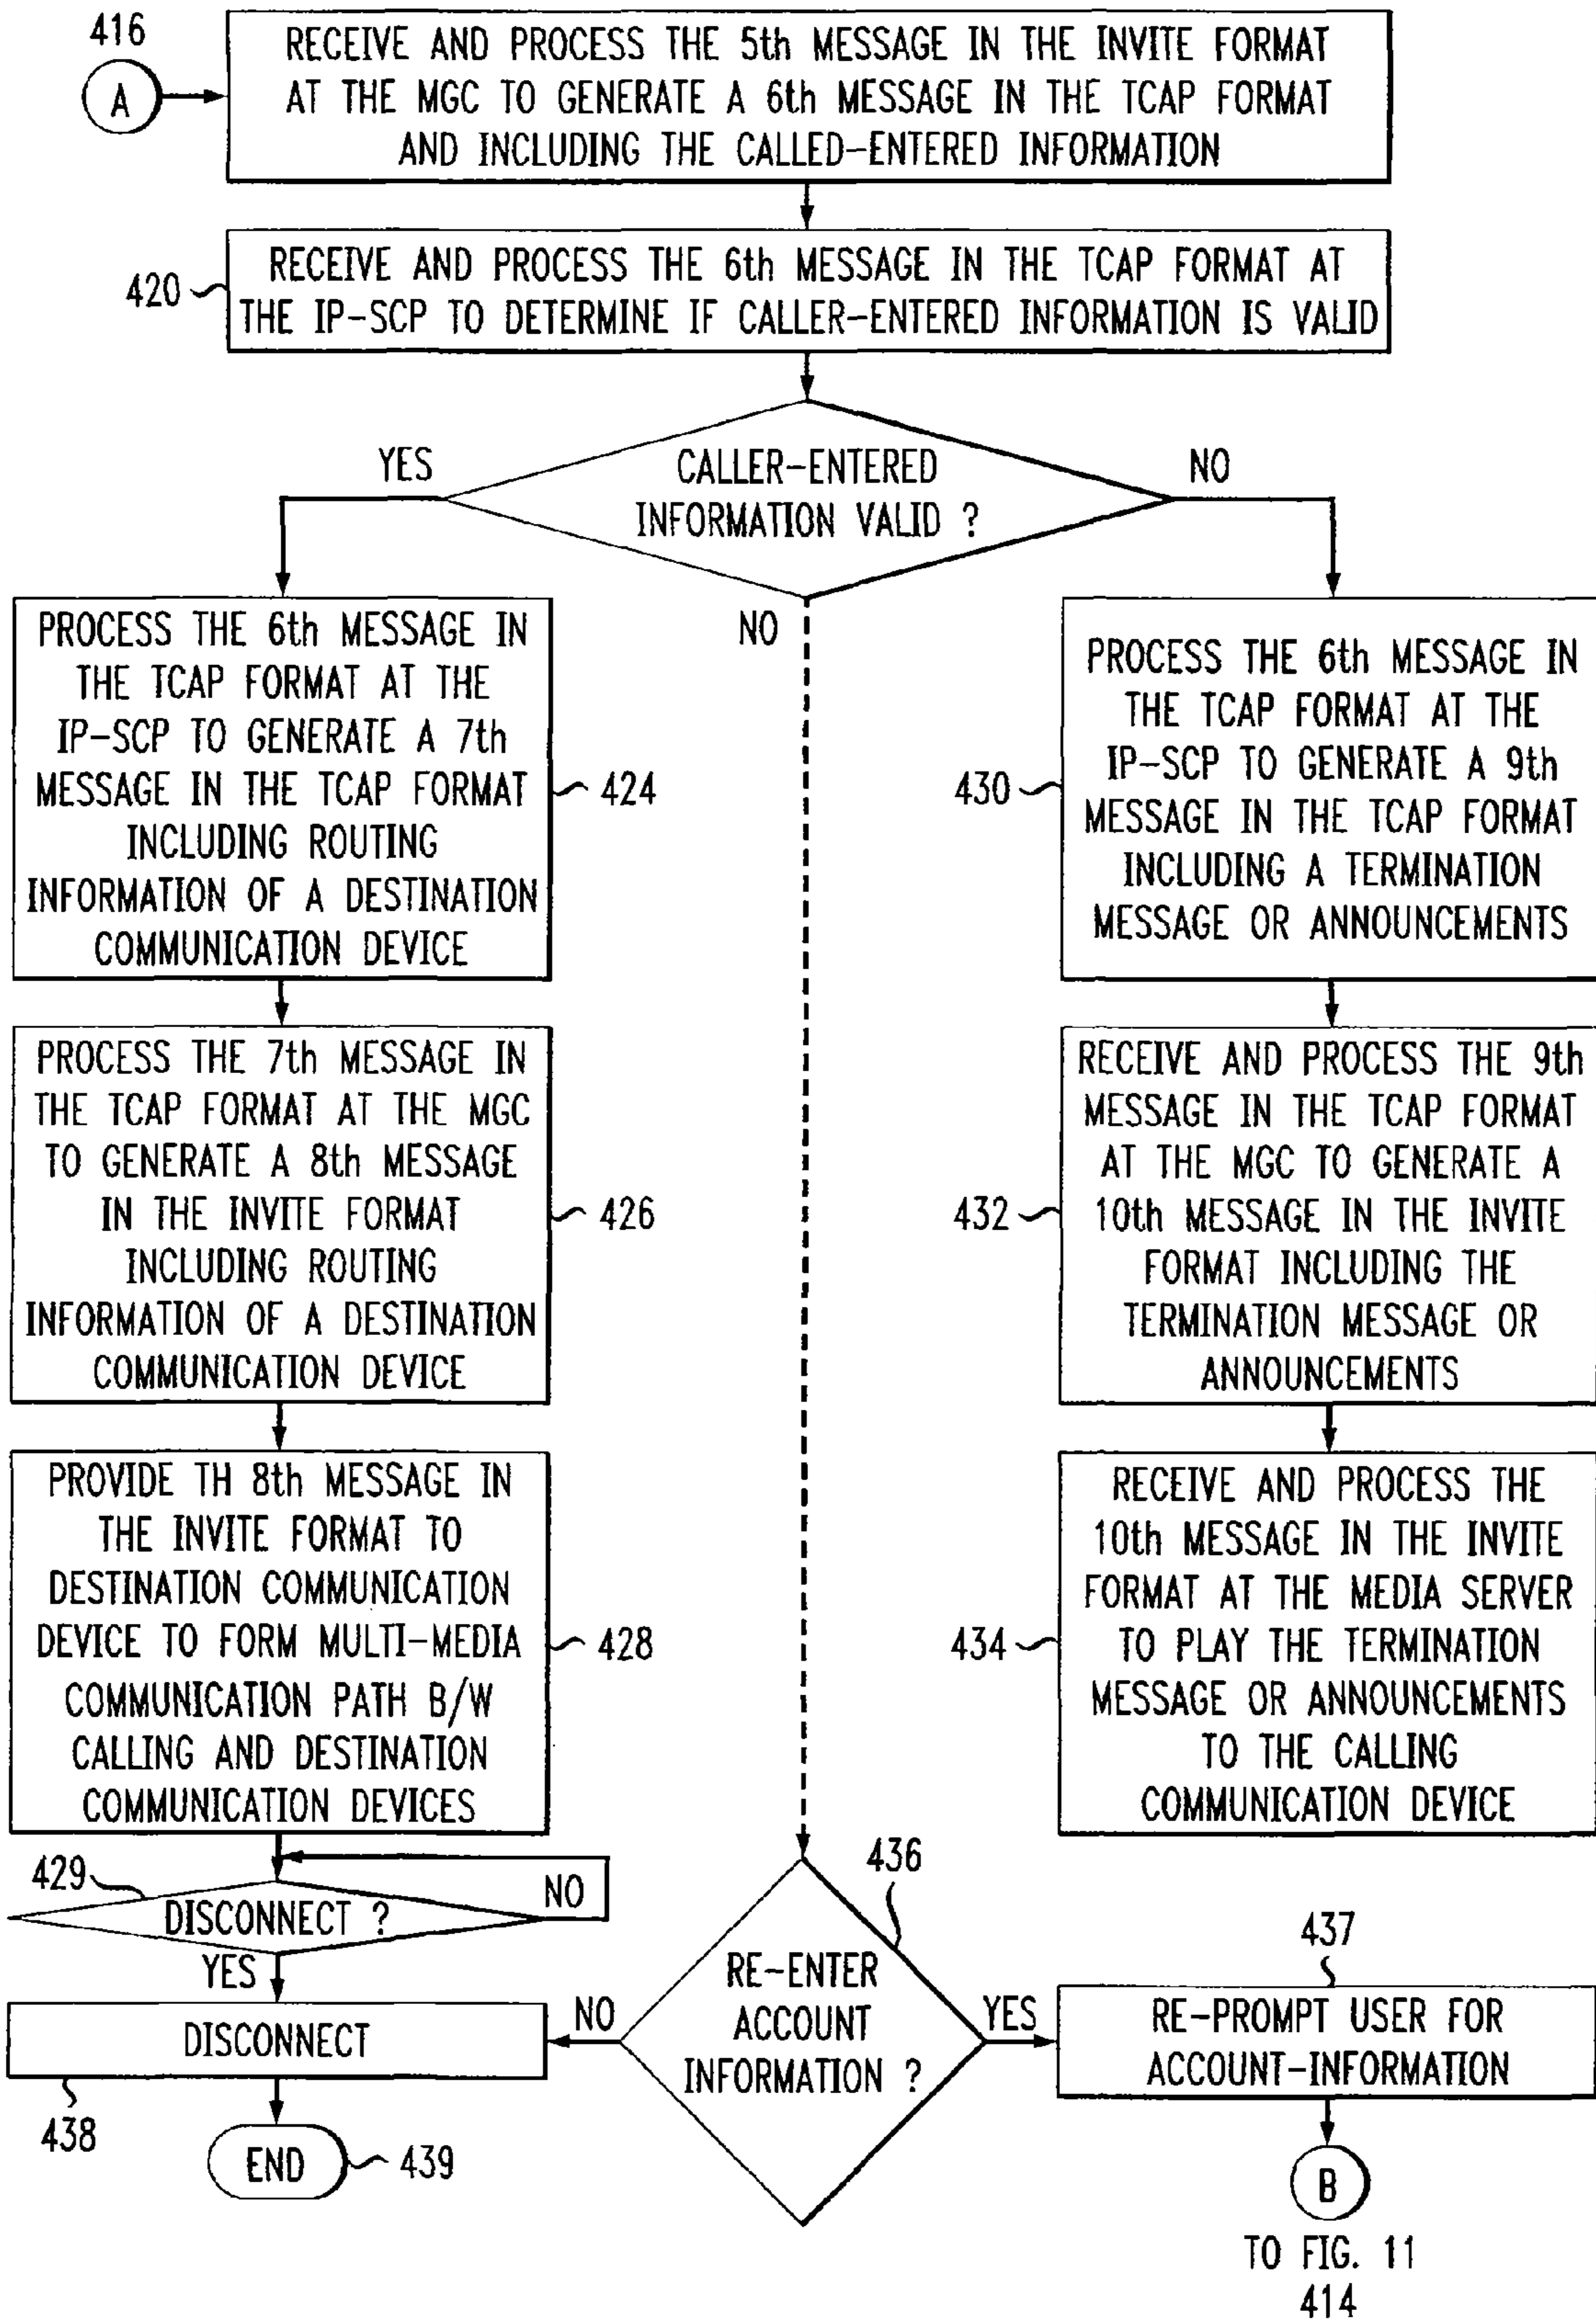 416
A
RECEIVE AND PROCESS THE 5th MESSAGE IN THE INVITE FORMAT
AT THE MGC TO GENERATE A 6th MESSAGE IN THE TCAP FORMAT
AND INCLUDING THE CALLED-ENTERED INFORMATION
420
RECEIVE AND PROCESS THE 6th MESSAGE IN THE TCAP FORMAT AT
THE IP-SCP TO DETERMINE IF CALLER-ENTERED INFORMATION IS VALID
YES
CALLER-ENTERED
INFORMATION VALID ?
NO
NO
PROCESS THE 6th MESSAGE IN
THE TCAP FORMAT AT THE
IP-SCP TO GENERATE A 7th
MESSAGE IN THE TCAP FORMAT
INCLUDING ROUTING
INFORMATION OF A DESTINATION
COMMUNICATION DEVICE
424
430
PROCESS THE 6th MESSAGE IN
THE TCAP FORMAT AT THE
IP-SCP TO GENERATE A 9th
MESSAGE IN THE TCAP FORMAT
INCLUDING A TERMINATION
MESSAGE OR ANNOUNCEMENTS
PROCESS THE 7th MESSAGE IN
THE TCAP FORMAT AT THE MGC
TO GENERATE A 8th MESSAGE
IN THE INVITE FORMAT
INCLUDING ROUTING
INFORMATION OF A DESTINATION
COMMUNICATION DEVICE
426
432
RECEIVE AND PROCESS THE 9th
MESSAGE IN THE TCAP FORMAT
AT THE MGC TO GENERATE A
10th MESSAGE IN THE INVITE
FORMAT INCLUDING THE
TERMINATION MESSAGE OR
ANNOUNCEMENTS
PROVIDE TH 8th MESSAGE IN
THE INVITE FORMAT TO
DESTINATION COMMUNICATION
DEVICE TO FORM MULTI-MEDIA
COMMUNICATION PATH B/W
CALLING AND DESTINATION
COMMUNICATION DEVICES
428
434
RECEIVE AND PROCESS THE
10th MESSAGE IN THE INVITE
FORMAT AT THE MEDIA SERVER
TO PLAY THE TERMINATION
MESSAGE OR ANNOUNCEMENTS
TO THE CALLING
COMMUNICATION DEVICE
429
DISCONNECT ?
NO
YES
436
RE-ENTER
ACCOUNT
INFORMATION ?
NO
YES
437
RE-PROMPT USER FOR
ACCOUNT-INFORMATION
DISCONNECT
438
END
439
B
TO FIG. 11
414